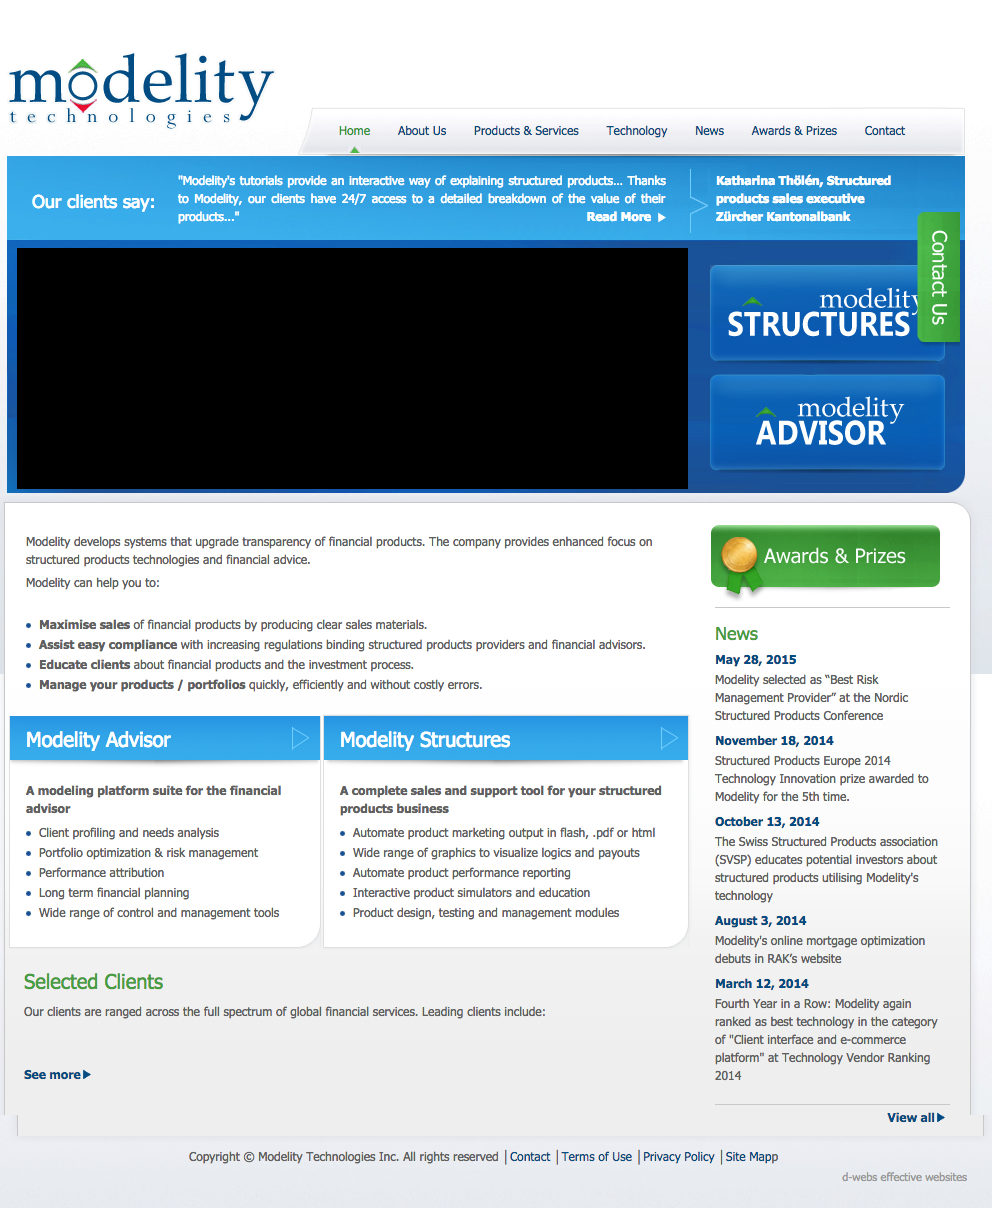 modelity
technologies
Home About Us Products & Services Technology News Awards & Prizes Contact
Our clients say:
"Modelity's tutorials provide an interactive way of explaining structured products... Thanks
to Modelity, our clients have 24/7 access to a detailed breakdown of the value of their
products..."
Read More
Katharina Thölén, Structured
products sales executive
Zürcher Kantonalbank
Contact Us
modelity
STRUCTURES
modelity
ADVISOR
Modelity develops systems that upgrade transparency of financial products. The company provides enhanced focus on
structured products technologies and financial advice.
Modelity can help you to:
Maximise sales of financial products by producing clear sales materials.
Assist easy compliance with increasing regulations binding structured products providers and financial advisors.
Educate clients about financial products and the investment process.
Manage your products / portfolios quickly, efficiently and without costly errors.
Modelity Advisor
A modeling platform suite for the financial
advisor
Client profiling and needs analysis
Portfolio optimization & risk management
Performance attribution
Long term financial planning
Wide range of control and management tools
Modelity Structures
A complete sales and support tool for your structured
products business
Automate product marketing output in flash, .pdf or html
Wide range of graphics to visualize logics and payouts
Automate product performance reporting
Interactive product simulators and education
Product design, testing and management modules
Selected Clients
Our clients are ranged across the full spectrum of global financial services. Leading clients include:
See more
Awards & Prizes
News
May 28, 2015
Modelity selected as “Best Risk
Management Provider” at the Nordic
Structured Products Conference
November 18, 2014
Structured Products Europe 2014
Technology Innovation prize awarded to
Modelity for the 5th time.
October 13, 2014
The Swiss Structured Products association
(SVSP) educates potential investors about
structured products utilising Modelity's
technology
August 3, 2014
Modelity's online mortgage optimization
debuts in RAK’s website
March 12, 2014
Fourth Year in a Row: Modelity again
ranked as best technology in the category
of "Client interface and e-commerce
platform" at Technology Vendor Ranking
2014
View all
Copyright © Modelity Technologies Inc. All rights reserved | Contact | Terms of Use | Privacy Policy | Site Mapp
d-webs effective websites